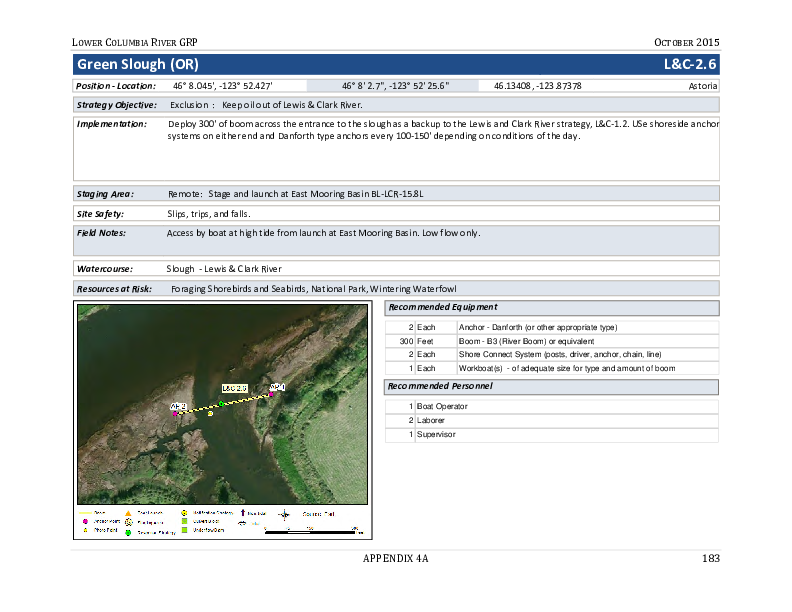 LOWER COLUMBIA RIVER GRP OCTOBER 2015
Green Slough (OR) L&C-2.6
Position - Location: 46° 8.045', -123° 52.427' 46° 8' 2.7", -123° 52' 25.6" 46.13408, -123.87378 Astoria
Strategy Objective: Exclusion : Keep oil out of Lewis & Clark River.
Implementation: Deploy 300' of boom across the entrance to the slough as a backup to the Lewis and Clark River strategy, L&C-1.2. USe shoreside anchor
systems on either end and Danforth type anchors every 100-150' depending on conditions of the day.
Staging Area: Remote: Stage and launch at East Mooring Basin BL-LCR-15.8L
Site Safety: Slips, trips, and falls.
Field Notes: Access by boat at high tide from launch at East Mooring Basin. Low flow only.
Watercourse: Slough - Lewis & Clark River
Resources at Risk: Foraging Shorebirds and Seabirds, National Park, Wintering Waterfowl
Recommended Equipment
2 Each Anchor - Danforth (or other appropriate type)
300 Feet Boom - B3 (River Boom) or equivalent
2 Each Shore Connect System (posts, driver, anchor, chain, line)
1 Each Workboat(s) - of adequate size for type and amount of boom
Recommended Personnel
1 Boat Operator
2 Laborer
1 Supervisor
L&C 2.6
AP 1
AP 2
Anchor Point
Photo Point
APPENDIX 4A 183